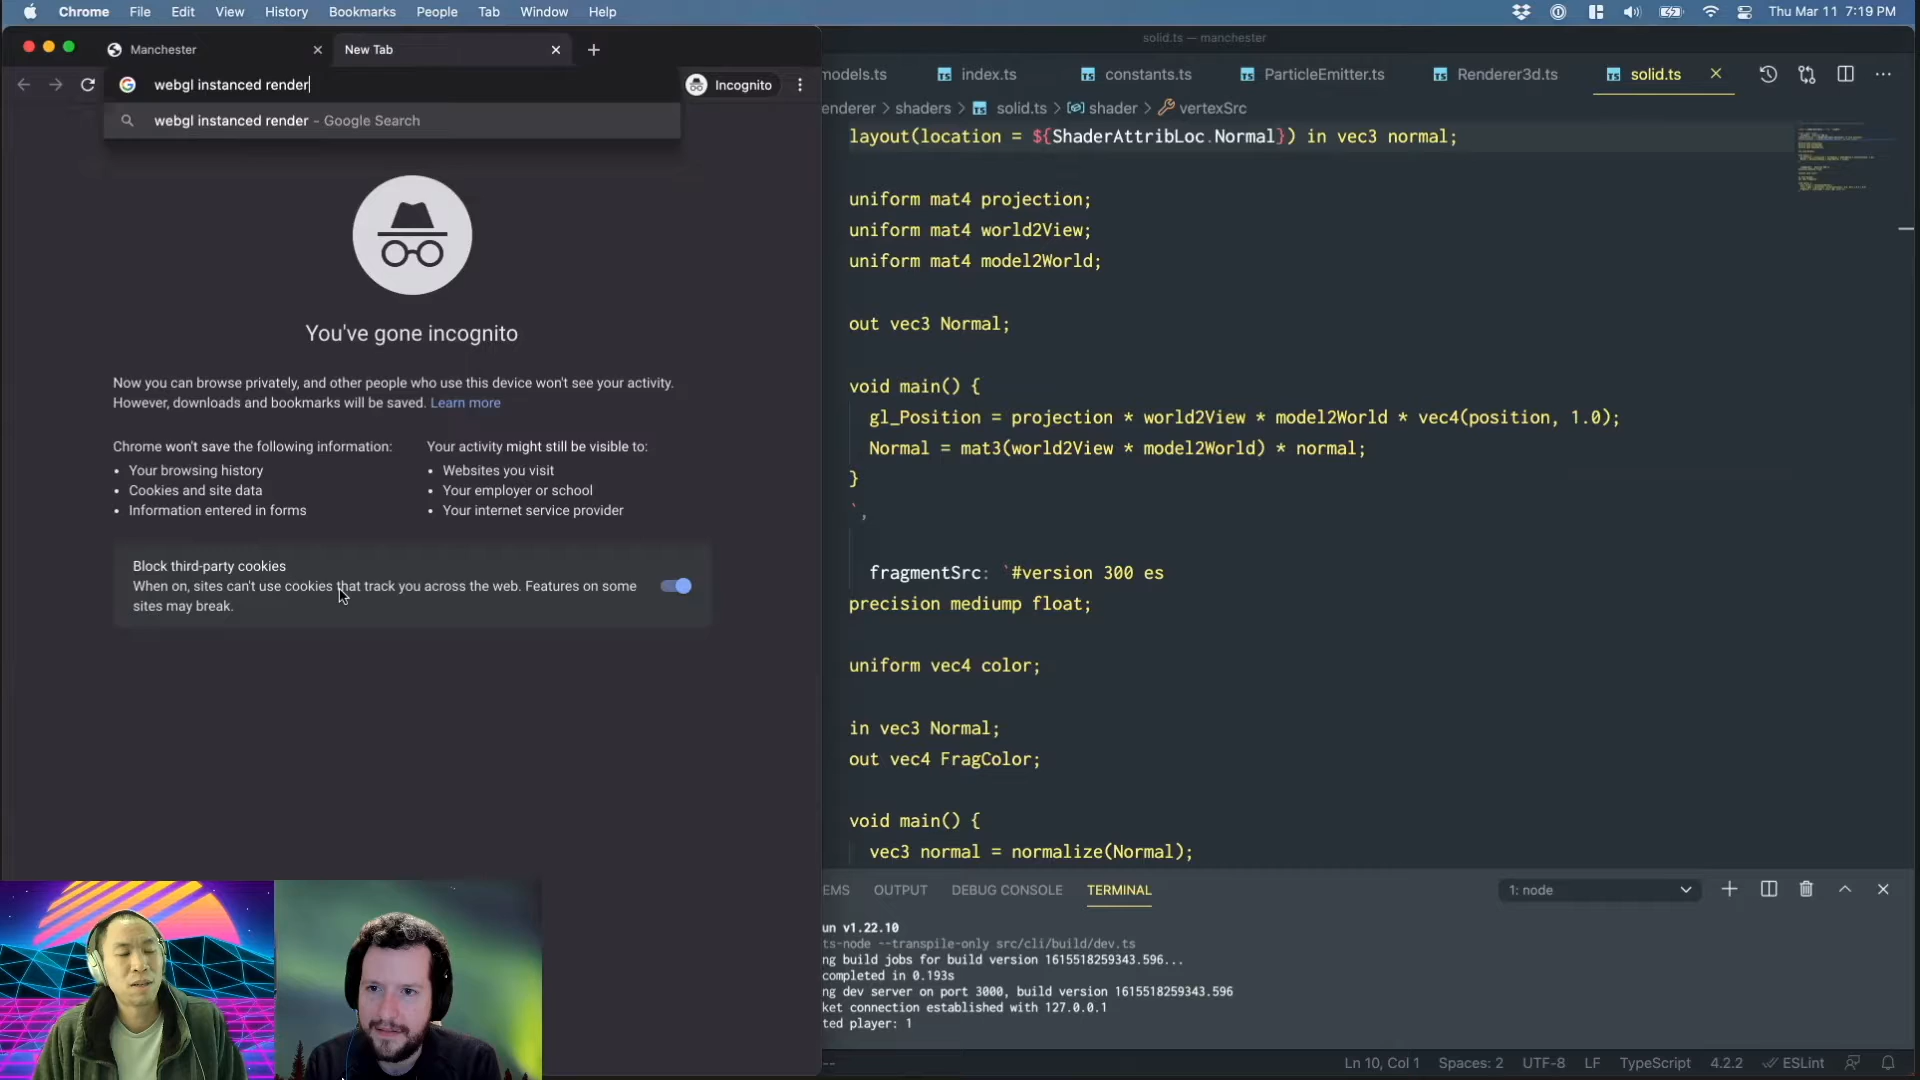 Chrome File Edit View History Bookmarks People Tab Window Help Thu Mar 11 7:19 PM
Manchester New Tab
webgl instanced render
Incognito
webgl instanced render - Google Search
You've gone incognito
Now you can browse privately, and other people who use this device won't see your activity.
However, downloads and bookmarks will be saved. Learn more
Chrome won't save the following information:
• Your browsing history
• Cookies and site data
• Information entered in forms
Your activity might still be visible to:
• Websites you visit
• Your employer or school
• Your internet service provider
Block third-party cookies
When on, sites can't use cookies that track you across the web. Features on some
sites may break.
solid.ts — manchester
models.ts TS index.ts TS constants.ts TS ParticleEmitter.ts TS Renderer3d.ts TS solid.ts
enderer > shaders > TS solid.ts > shader > vertexSrc
layout(location = ${ShaderAttribLoc.Normal}) in vec3 normal;
uniform mat4 projection;
uniform mat4 world2View;
uniform mat4 model2World;
out vec3 Normal;
void main() {
gl_Position = projection * world2View * model2World * vec4(position, 1.0);
Normal = mat3(world2View * model2World) * normal;
}
`,
fragmentSrc: `#version 300 es
precision mediump float;
uniform vec4 color;
in vec3 Normal;
out vec4 FragColor;
void main() {
vec3 normal = normalize(Normal);
EMS OUTPUT DEBUG CONSOLE TERMINAL 1: node
un v1.22.10
ts-node --transpile-only src/cli/build/dev.ts
ng build jobs for build version 1615518259343.596...
completed in 0.193s
ng dev server on port 3000, build version 1615518259343.596
ket connection established with 127.0.0.1
ted player: 1
-- Ln 10, Col 1 Spaces: 2 UTF-8 LF TypeScript 4.2.2 ESLint